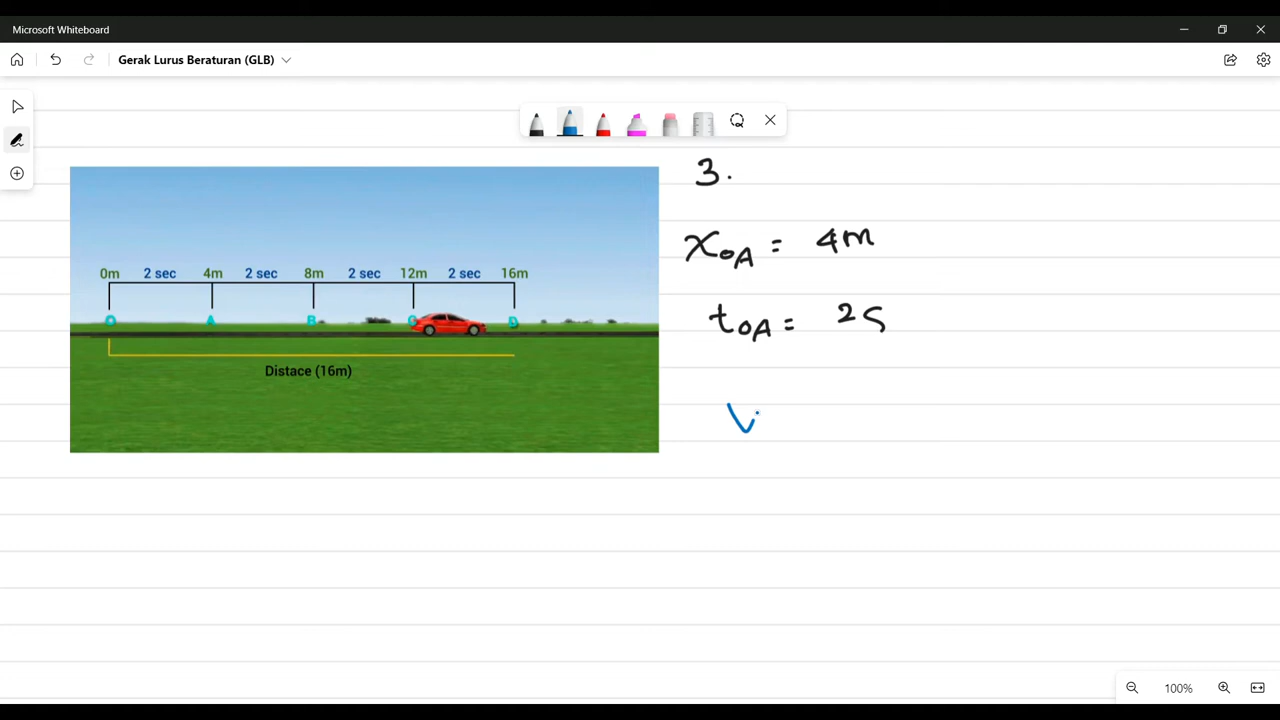 Microsoft Whiteboard
Gerak Lurus Beraturan (GLB)
3.
x₀A = 4m
0m 2 sec 4m 2 sec 8m 2 sec 12m 2 sec 16m
O A B C D
t₀A = 2s
Distace (16m)
V
100%